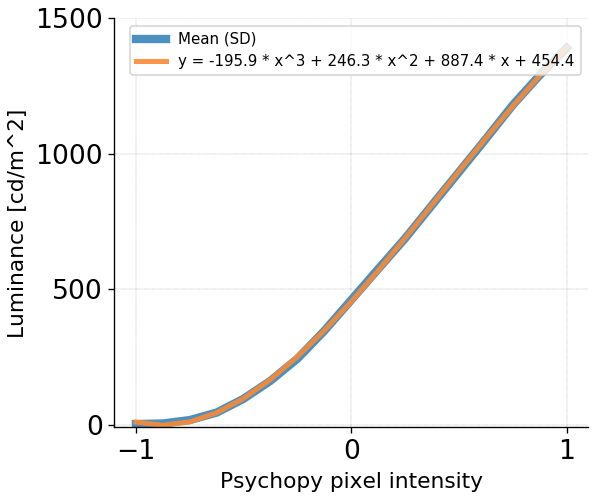 1500
Mean (SD)
y = -195.9 * x^3 + 246.3 * x^2 + 887.4 * x + 454.4
1000
500
0
Luminance [cd/m^2]
−1
0
1
Psychopy pixel intensity